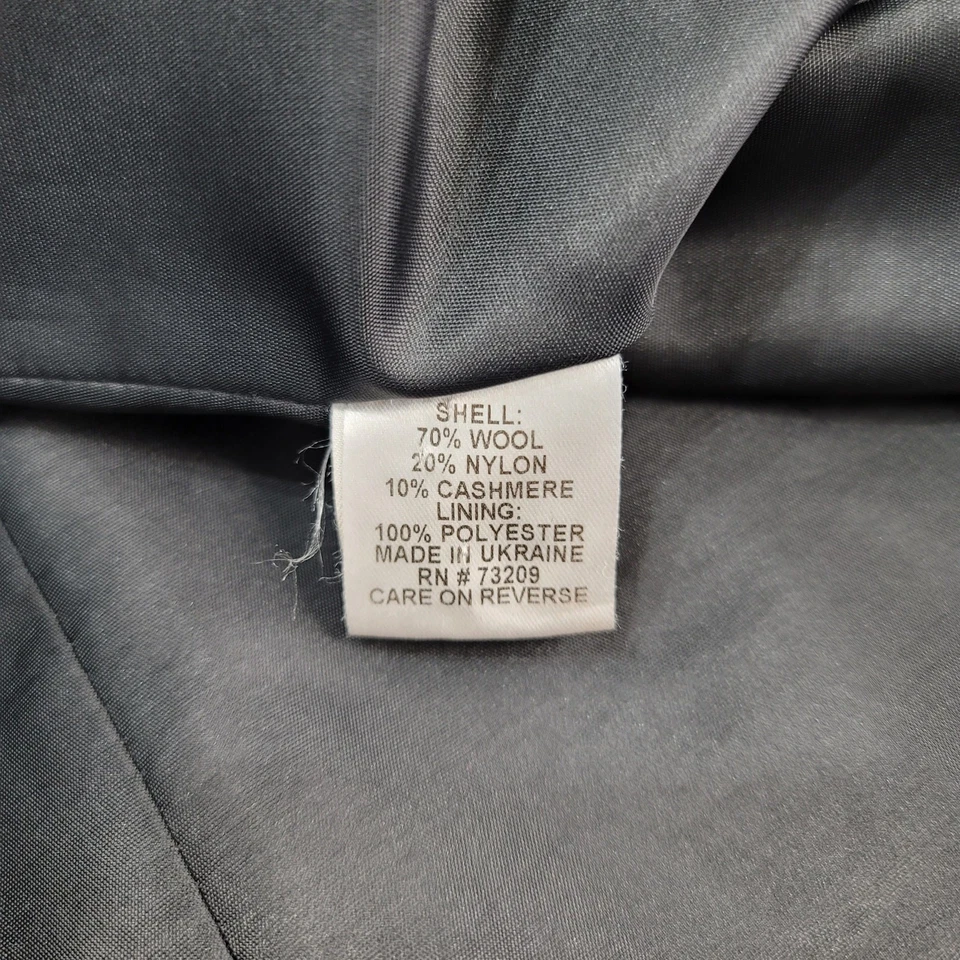 SHELL:
70% WOOL
20% NYLON
10% CASHMERE
LINING:
100% POLYESTER
MADE IN UKRAINE
RN # 73209
CARE ON REVERSE